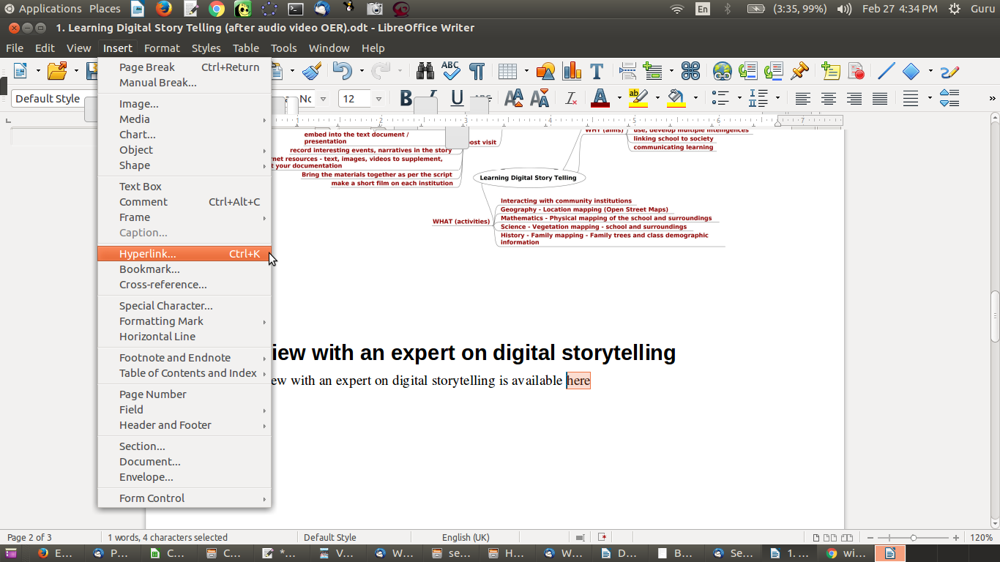 Applications Places En (3:35, 99%) Feb 27 4:34 PM Guru
1. Learning Digital Story Telling (after audio video OER).odt - LibreOffice Writer
File Edit View Insert Format Styles Table Tools Window Help
Default Style 12
Page Break Ctrl+Return
Manual Break...
Image...
Media
Chart...
Object
Shape
Text Box
Comment Ctrl+Alt+C
Frame
Caption...
Hyperlink... Ctrl+K
Bookmark...
Cross-reference...
Special Character...
Formatting Mark
Horizontal Line
Footnote and Endnote
Table of Contents and Index
Page Number
Field
Header and Footer
Section...
Document...
Envelope...
Form Control
1 2 3 4 5 6 7
embed into the text document /
presentation
ost visit
record interesting events, narratives in the story
net resources - text, images, videos to supplement,
t your documentation
Bring the materials together as per the script
make a short film on each institution
WHY (aims)
use, develop multiple intelligences
linking school to society
communicating learning
Learning Digital Story Telling
WHAT (activities)
Interacting with community institutions
Geography - Location mapping (Open Street Maps)
Mathematics - Physical mapping of the school and surroundings
Science - Vegetation mapping - school and surroundings
History - Family mapping - Family trees and class demographic
information
iew with an expert on digital storytelling
ew with an expert on digital storytelling is available here
Page 2 of 3 1 words, 4 characters selected Default Style English (UK) 120%
E... P... C... C... *... V... W... se... H... W... D... B... Se... 1. ... wi...